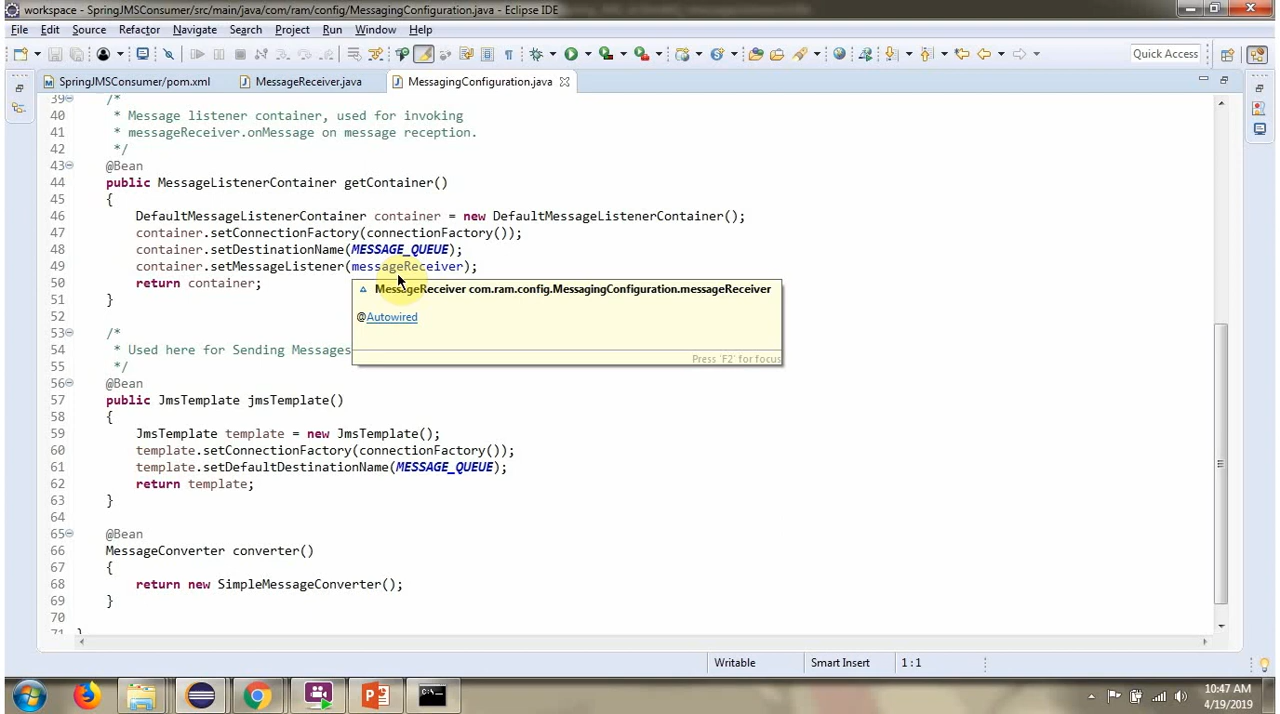 workspace - SpringJMSConsumer/src/main/java/com/ram/config/MessagingConfiguration.java - Eclipse IDE
File Edit Source Refactor Navigate Search Project Run Window Help
Quick Access
SpringJMSConsumer/pom.xml MessageReceiver.java MessagingConfiguration.java
39 /*
40 * Message listener container, used for invoking
41 * messageReceiver.onMessage on message reception.
42 */
43 @Bean
44 public MessageListenerContainer getContainer()
45 {
46 DefaultMessageListenerContainer container = new DefaultMessageListenerContainer();
47 container.setConnectionFactory(connectionFactory());
48 container.setDestinationName(MESSAGE_QUEUE);
49 container.setMessageListener(messageReceiver);
50 return container;
51 }
MessageReceiver com.ram.config.MessagingConfiguration.messageReceiver
@Autowired
Press 'F2' for focus
52
53 /*
54 * Used here for Sending Messages
55 */
56 @Bean
57 public JmsTemplate jmsTemplate()
58 {
59 JmsTemplate template = new JmsTemplate();
60 template.setConnectionFactory(connectionFactory());
61 template.setDefaultDestinationName(MESSAGE_QUEUE);
62 return template;
63 }
64
65 @Bean
66 MessageConverter converter()
67 {
68 return new SimpleMessageConverter();
69 }
70
71 }
Writable Smart Insert 1 : 1
10:47 AM
4/19/2019